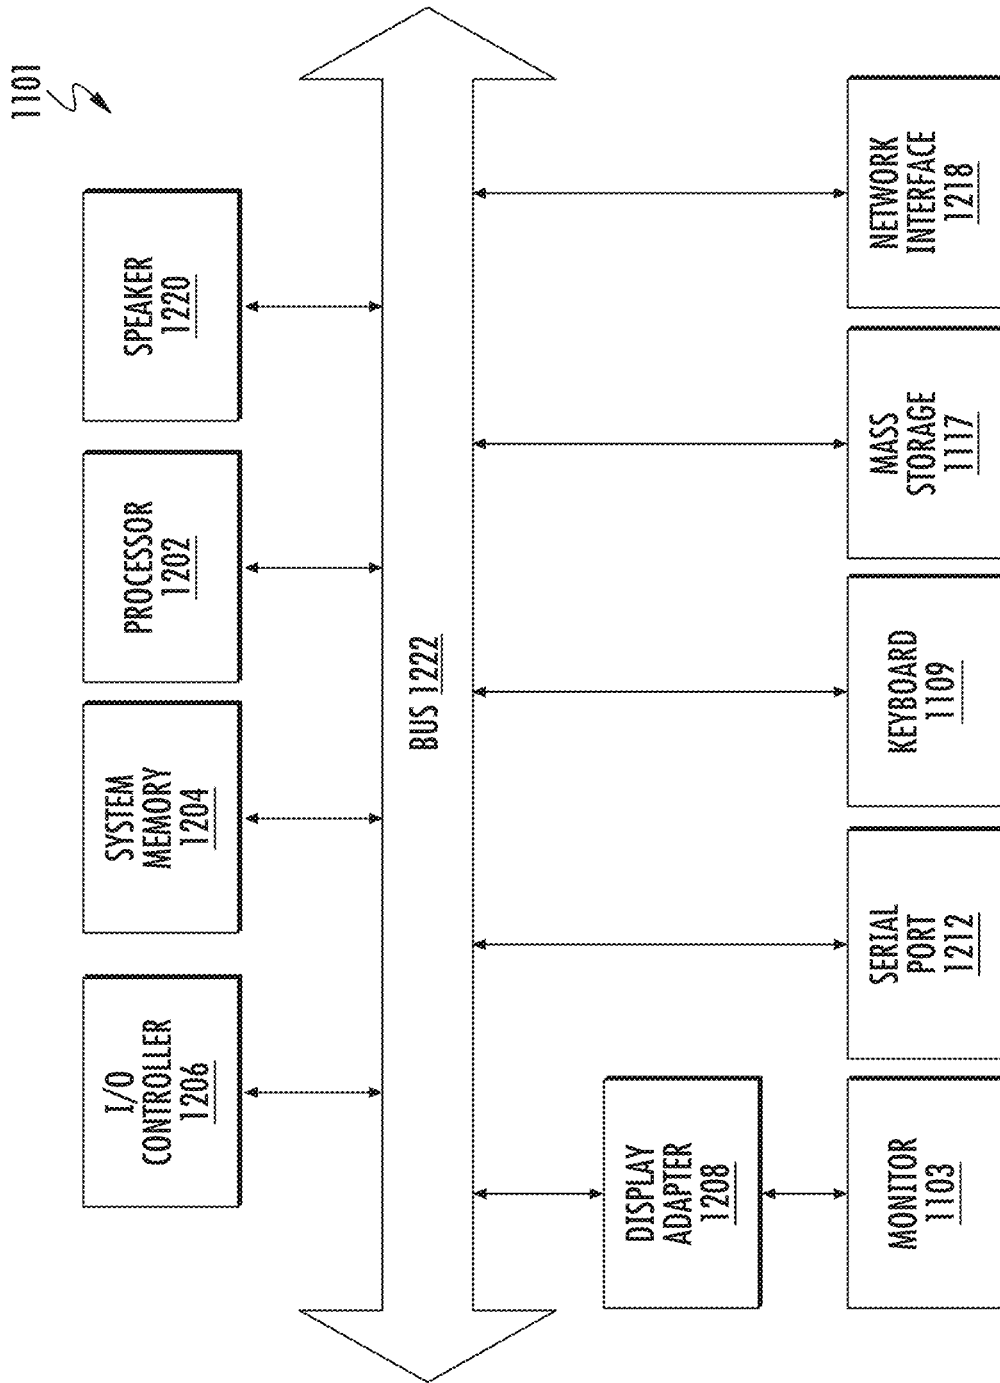 1101
I/O
CONTROLLER
1206
SYSTEM
MEMORY
1204
PROCESSOR
1202
SPEAKER
1220
BUS 1222
DISPLAY
ADAPTER
1208
MONITOR
1103
SERIAL
PORT
1212
KEYBOARD
1109
MASS
STORAGE
1117
NETWORK
INTERFACE
1218